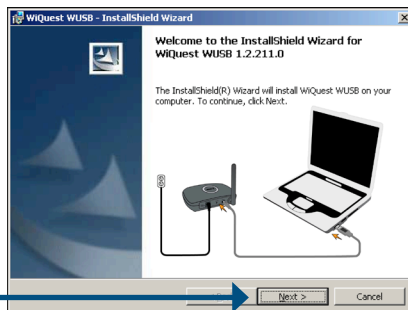 WiQuest WUSB - InstallShield Wizard
Welcome to the InstallShield Wizard for
WiQuest WUSB 1.2.211.0
The InstallShield(R) Wizard will install WiQuest WUSB on your
computer. To continue, click Next.
Next >
Cancel